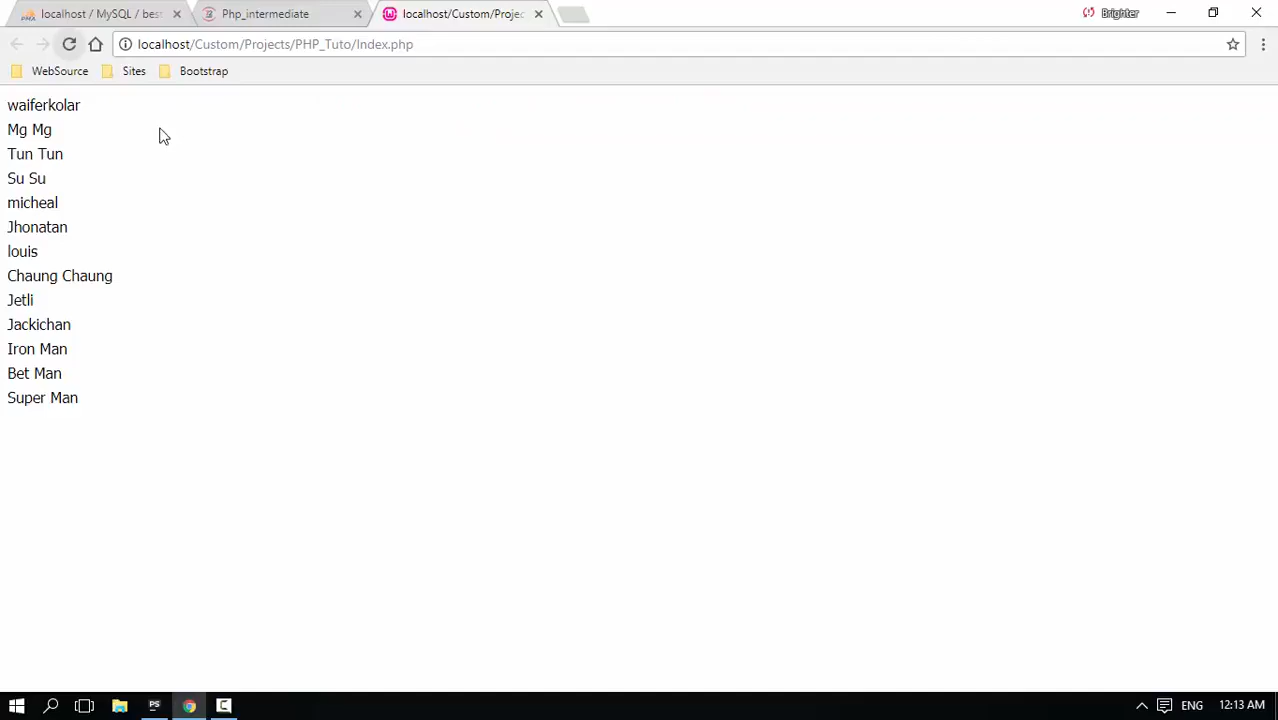 localhost / MySQL / best
Php_intermediate
localhost/Custom/Projec
Brighter
localhost/Custom/Projects/PHP_Tuto/Index.php
WebSource
Sites
Bootstrap
waiferkolar
Mg Mg
Tun Tun
Su Su
micheal
Jhonatan
louis
Chaung Chaung
Jetli
Jackichan
Iron Man
Bet Man
Super Man
PS
ENG
12:13 AM